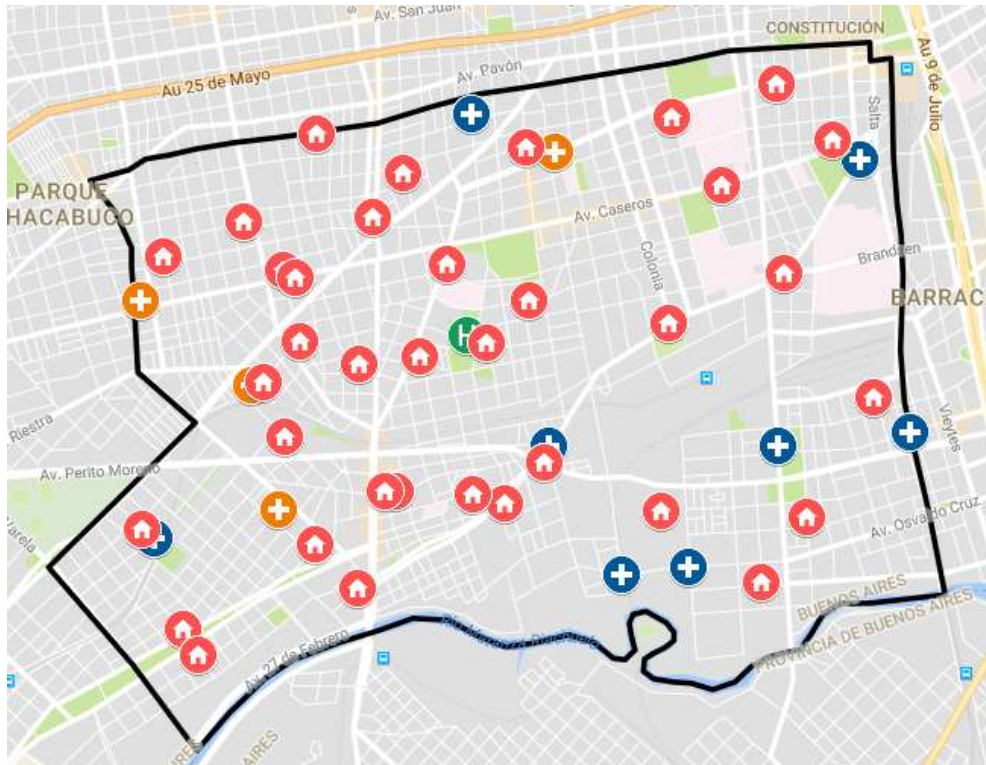 Av. San Juan
CONSTITUCIÓN
Au 25 de Mayo
Av. Pavón
Au 9 de Julio
Salta
PARQUE
HACABUCO
Av. Caseros
Colonia
Brandsen
BARRAC
H
Riestra
Vieytes
Av. Perito Moreno
Varela
Av. Osvaldo Cruz
BUENOS AIRES
PROVINCIA DE BUENOS AIRES
Av. 27 de Febrero
AIRES
AIRES